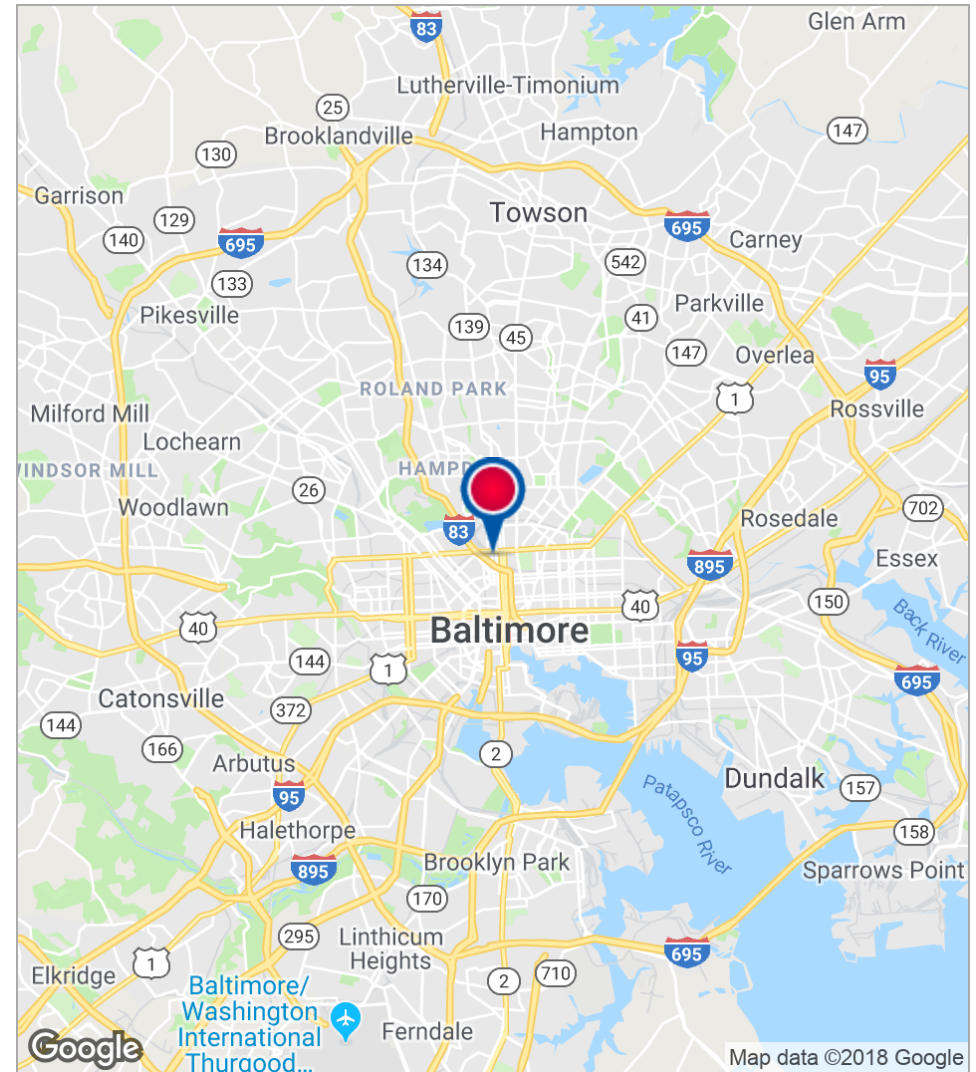 Glen Arm
83
Lutherville-Timonium
25
Brooklandville
Hampton
147
130
Garrison
129
Towson
140
695
695
Carney
134
542
133
Pikesville
Parkville
139
45
41
147
Overlea
95
ROLAND PARK
1
Milford Mill
Rossville
Lochearn
WINDSOR MILL
HAMPD
26
Woodlawn
702
Rosedale
83
Essex
895
150
40
40
Back River
Baltimore
144
1
95
695
Catonsville
372
144
166
2
Arbutus
Dundalk
95
157
Patapsco River
Halethorpe
158
895
Brooklyn Park
Sparrows Point
170
295
Linthicum
Heights
695
1
Elkridge
2
710
Baltimore/
Washington
International
Thurgood...
Ferndale
Google
Map data ©2018 Google